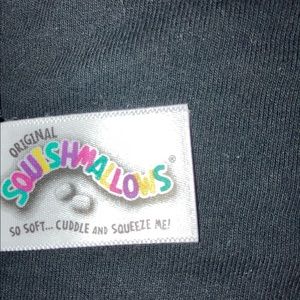 ORIGINAL
SQUISHMALLOWS®
SO SOFT... CUDDLE AND SQUEEZE ME!